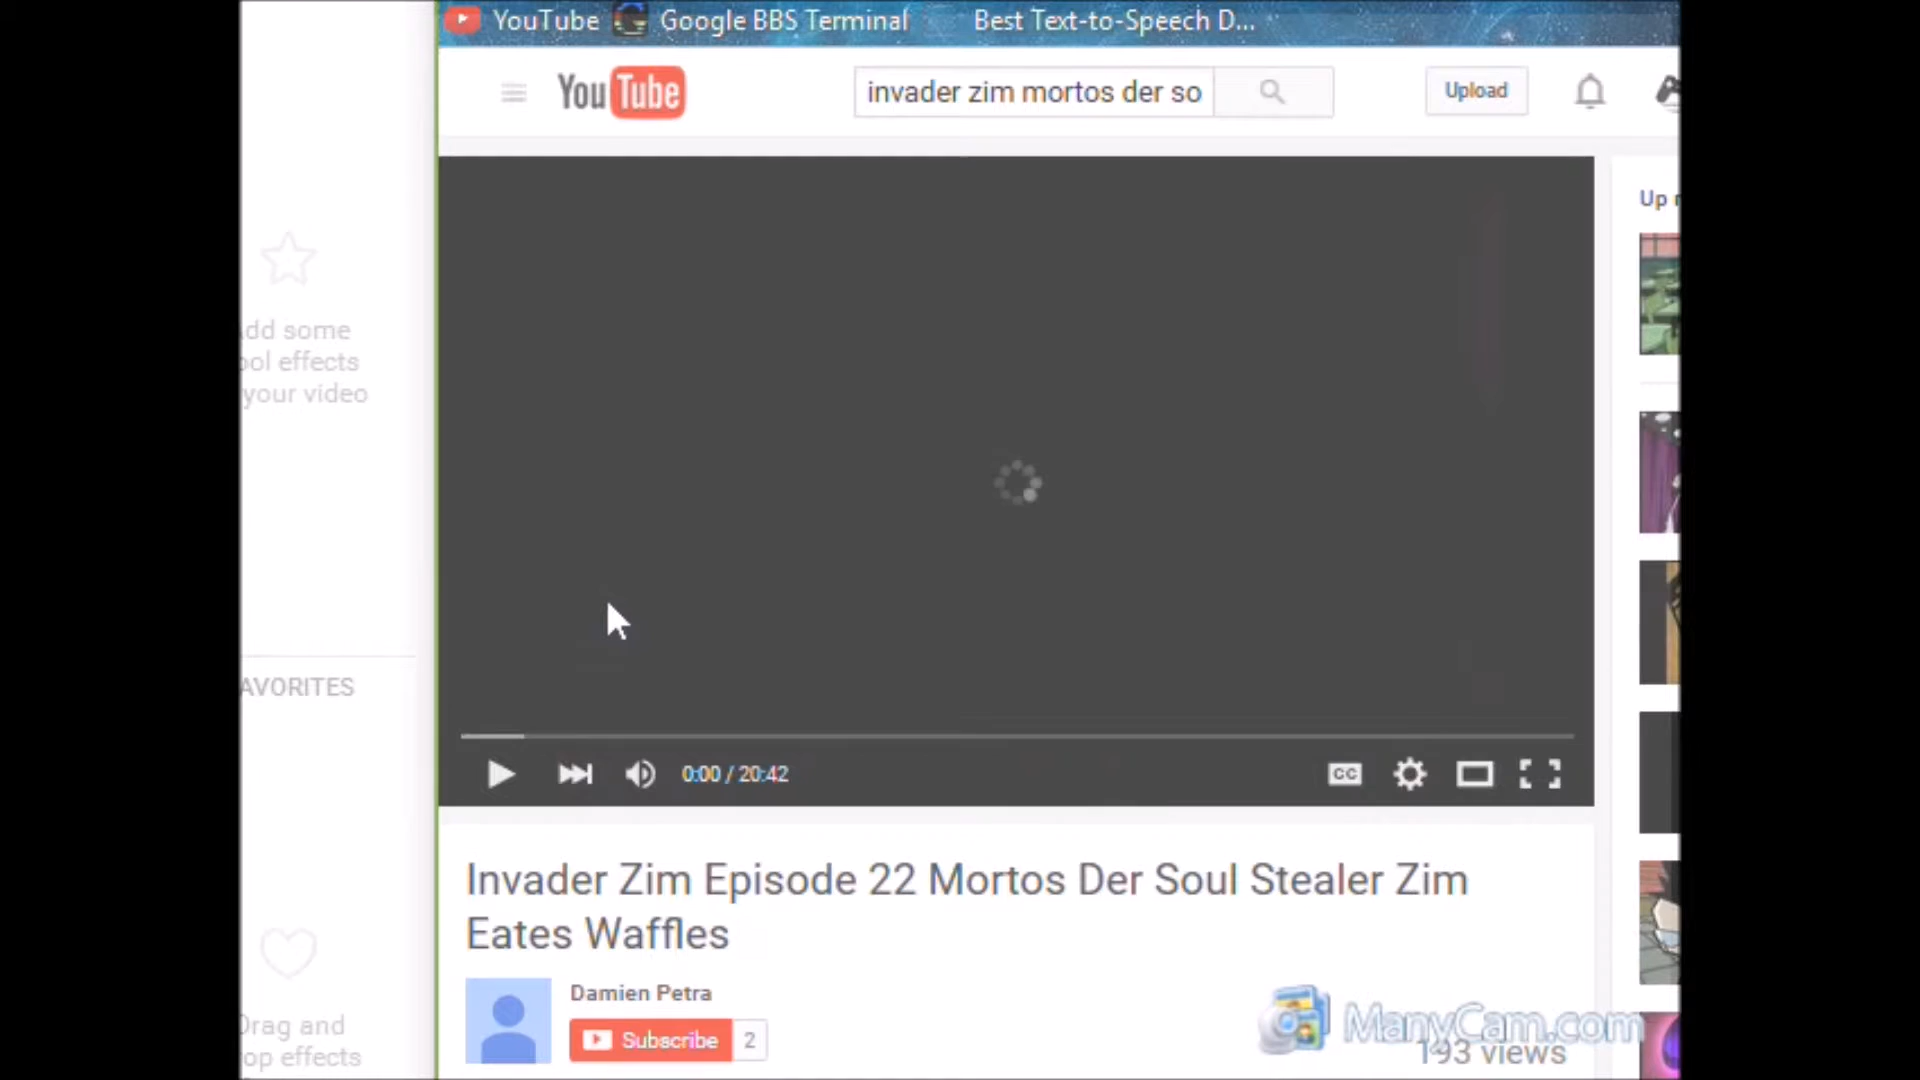 YouTube Google BBS Terminal Best Text-to-Speech D...
YouTube invader zim mortos der so Upload
Up
dd some
ol effects
your video
AVORITES
0:00 / 20:42
CC
Invader Zim Episode 22 Mortos Der Soul Stealer Zim
Eates Waffles
Damien Petra
Subscribe 2
ManyCam.com
193 views
Drag and
op effects